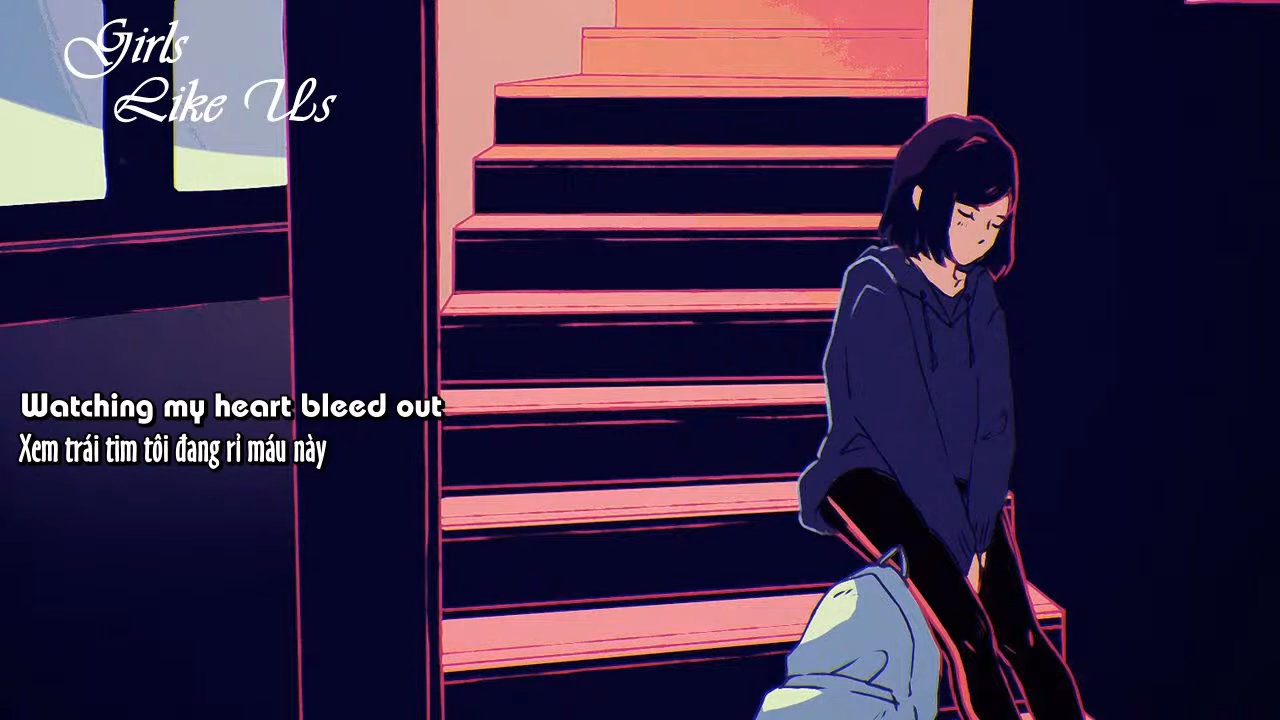 Girls
Like Us
Watching my heart bleed out
Xem trái tim tôi đang rỉ máu này